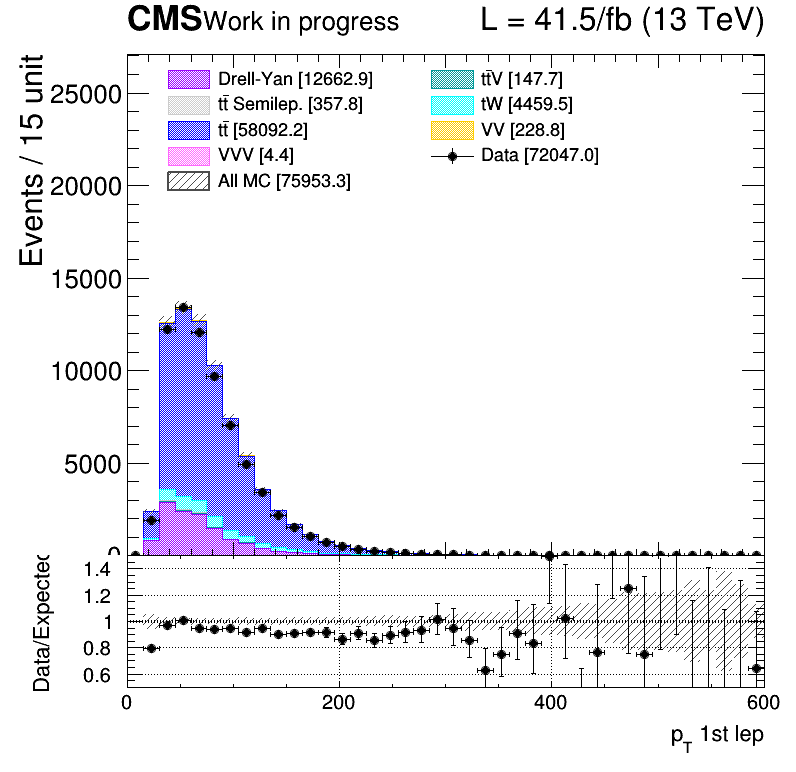 CMS Work in progress L = 41.5/fb (13 TeV)
Events / 15 unit
25000
20000
15000
10000
5000
0
Drell-Yan [12662.9]
tt̄ Semilep. [357.8]
tt̄ [58092.2]
VVV [4.4]
All MC [75953.3]
tt̄V [147.7]
tW [4459.5]
VV [228.8]
Data [72047.0]
Data/Expected
1.4
1.2
1
0.8
0.6
0 200 400 600
p_T 1st lep